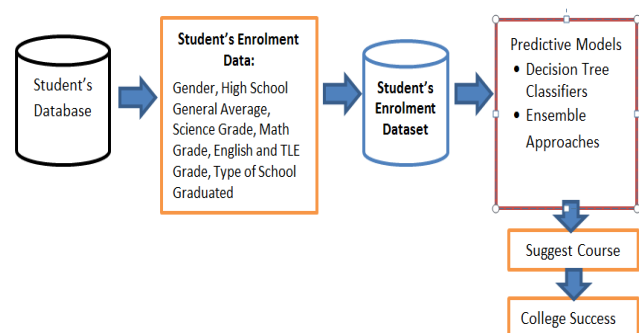 Student's
Database
Student's Enrolment
Data:
Gender, High School
General Average,
Science Grade, Math
Grade, English and TLE
Grade, Type of School
Graduated
Student's
Enrolment
Dataset
Predictive Models
• Decision Tree
Classifiers
• Ensemble
Approaches
Suggest Course
College Success